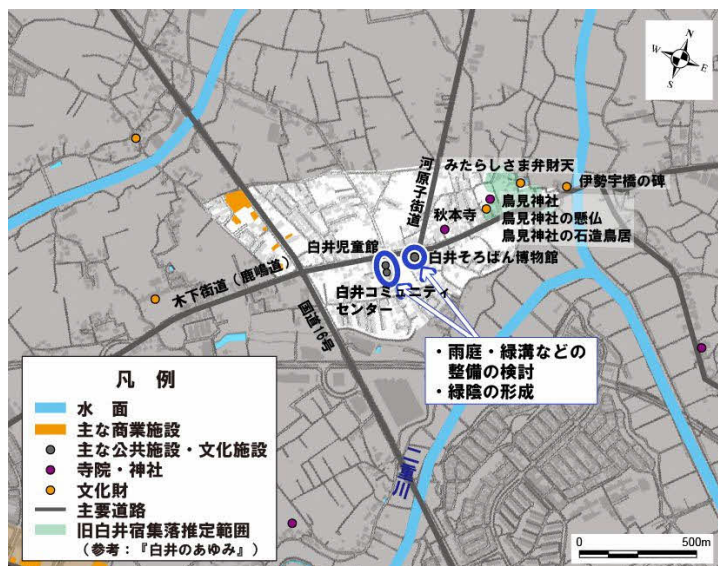 N
W
E
S
河原子街道
みたらしさま弁財天
伊勢宇橋の碑
鳥見神社
秋本寺
鳥見神社の懸仏
鳥見神社の石造鳥居
白井児童館
白井そろばん博物館
木下街道(鹿嶋道)
白井コミュニティ
センター
国道16号
・雨庭・緑溝などの
整備の検討
・緑陰の形成
二重川
凡 例
水 面
主な商業施設
主な公共施設・文化施設
寺院・神社
文化財
主要道路
旧白井宿集落推定範囲
(参考:『白井のあゆみ』)
0 500m